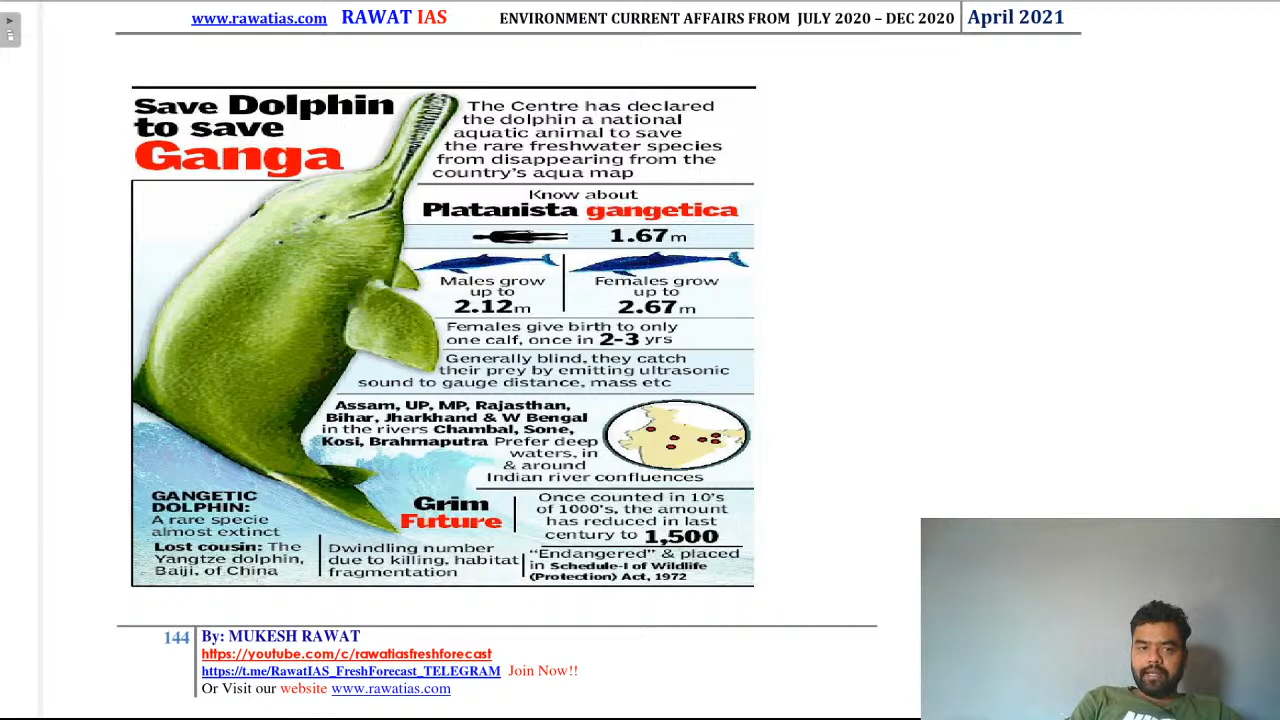 www.rawatias.com RAWAT IAS ENVIRONMENT CURRENT AFFAIRS FROM JULY 2020 – DEC 2020 April 2021
Save Dolphin
to save
Ganga
The Centre has declared
the dolphin a national
aquatic animal to save
the rare freshwater species
from disappearing from the
country's aqua map
Know about
Platanista gangetica
1.67m
Males grow
up to
2.12m
Females grow
up to
2.67m
Females give birth to only
one calf, once in 2-3 yrs
Generally blind, they catch
their prey by emitting ultrasonic
sound to gauge distance, mass etc
Assam, UP, MP, Rajasthan,
Bihar, Jharkhand & W Bengal
in the rivers Chambal, Sone,
Kosi, Brahmaputra Prefer deep
waters, in
& around
Indian river confluences
GANGETIC
DOLPHIN:
A rare specie
almost extinct
Lost cousin: The
Yangtze dolphin,
Baiji, of China
Grim
Future
Once counted in 10's
of 1000's, the amount
has reduced in last
century to 1,500
Dwindling number
due to killing, habitat
fragmentation
"Endangered" & placed
in Schedule-I of Wildlife
(Protection) Act, 1972
144
By: MUKESH RAWAT
https://youtube.com/c/rawatiasfreshforecast
https://t.me/RawatIAS_FreshForecast_TELEGRAM Join Now!!
Or Visit our website www.rawatias.com